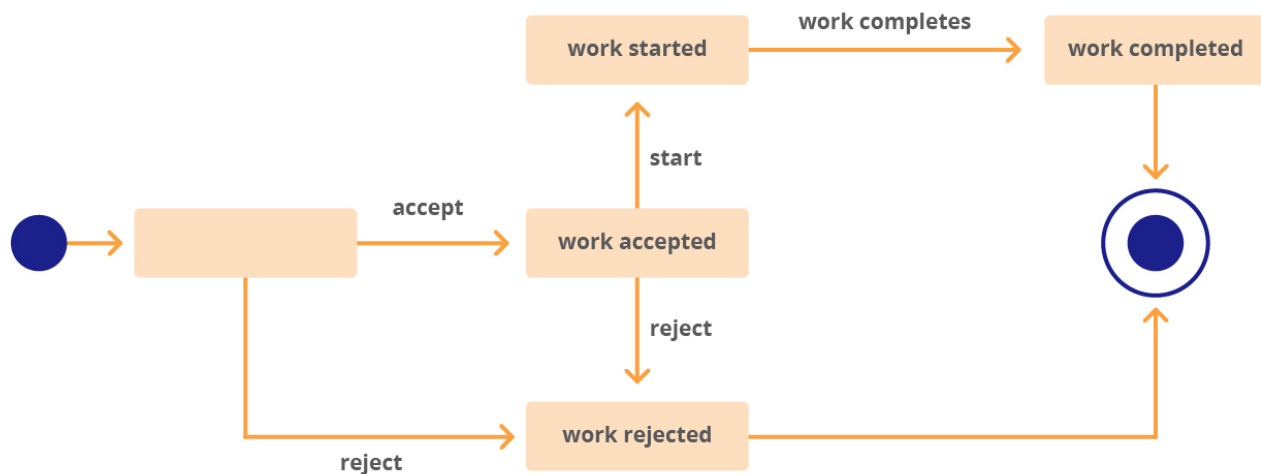 work started
work completes
work completed
start
accept
work accepted
reject
work rejected
reject